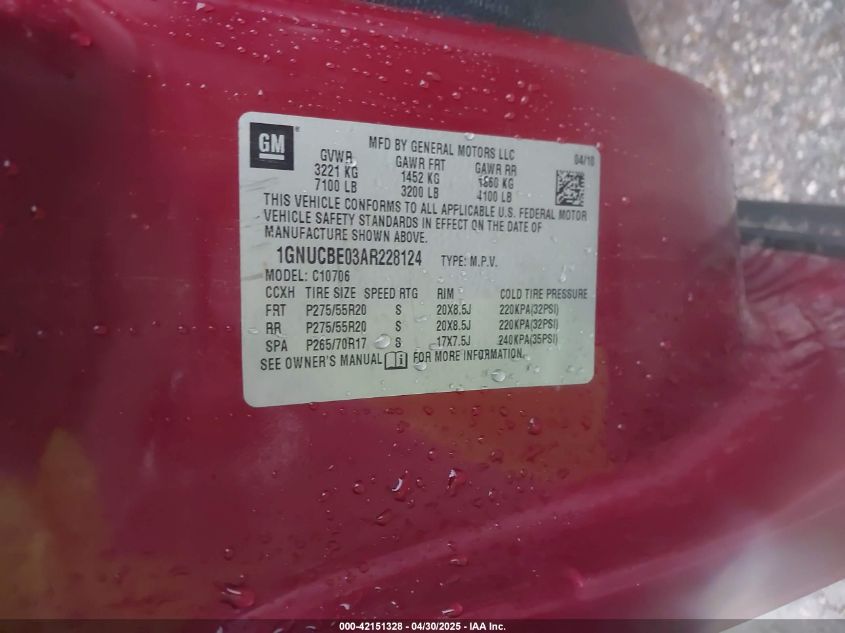 GM
MFD BY GENERAL MOTORS LLC 04/10
GVWR GAWR FRT GAWR RR
3221 KG 1452 KG 1860 KG
7100 LB 3200 LB 4100 LB
THIS VEHICLE CONFORMS TO ALL APPLICABLE U.S. FEDERAL MOTOR
VEHICLE SAFETY STANDARDS IN EFFECT ON THE DATE OF
MANUFACTURE SHOWN ABOVE.
1GNUCBE03AR228124 TYPE: M.P.V.
MODEL: C10706
CCXH TIRE SIZE SPEED RTG RIM COLD TIRE PRESSURE
FRT P275/55R20 S 20X8.5J 220KPA(32PSI)
RR P275/55R20 S 20X8.5J 220KPA(32PSI)
SPA P265/70R17 S 17X7.5J 240KPA(35PSI)
SEE OWNER'S MANUAL FOR MORE INFORMATION.
000-42151328 - 04/30/2025 - IAA Inc.